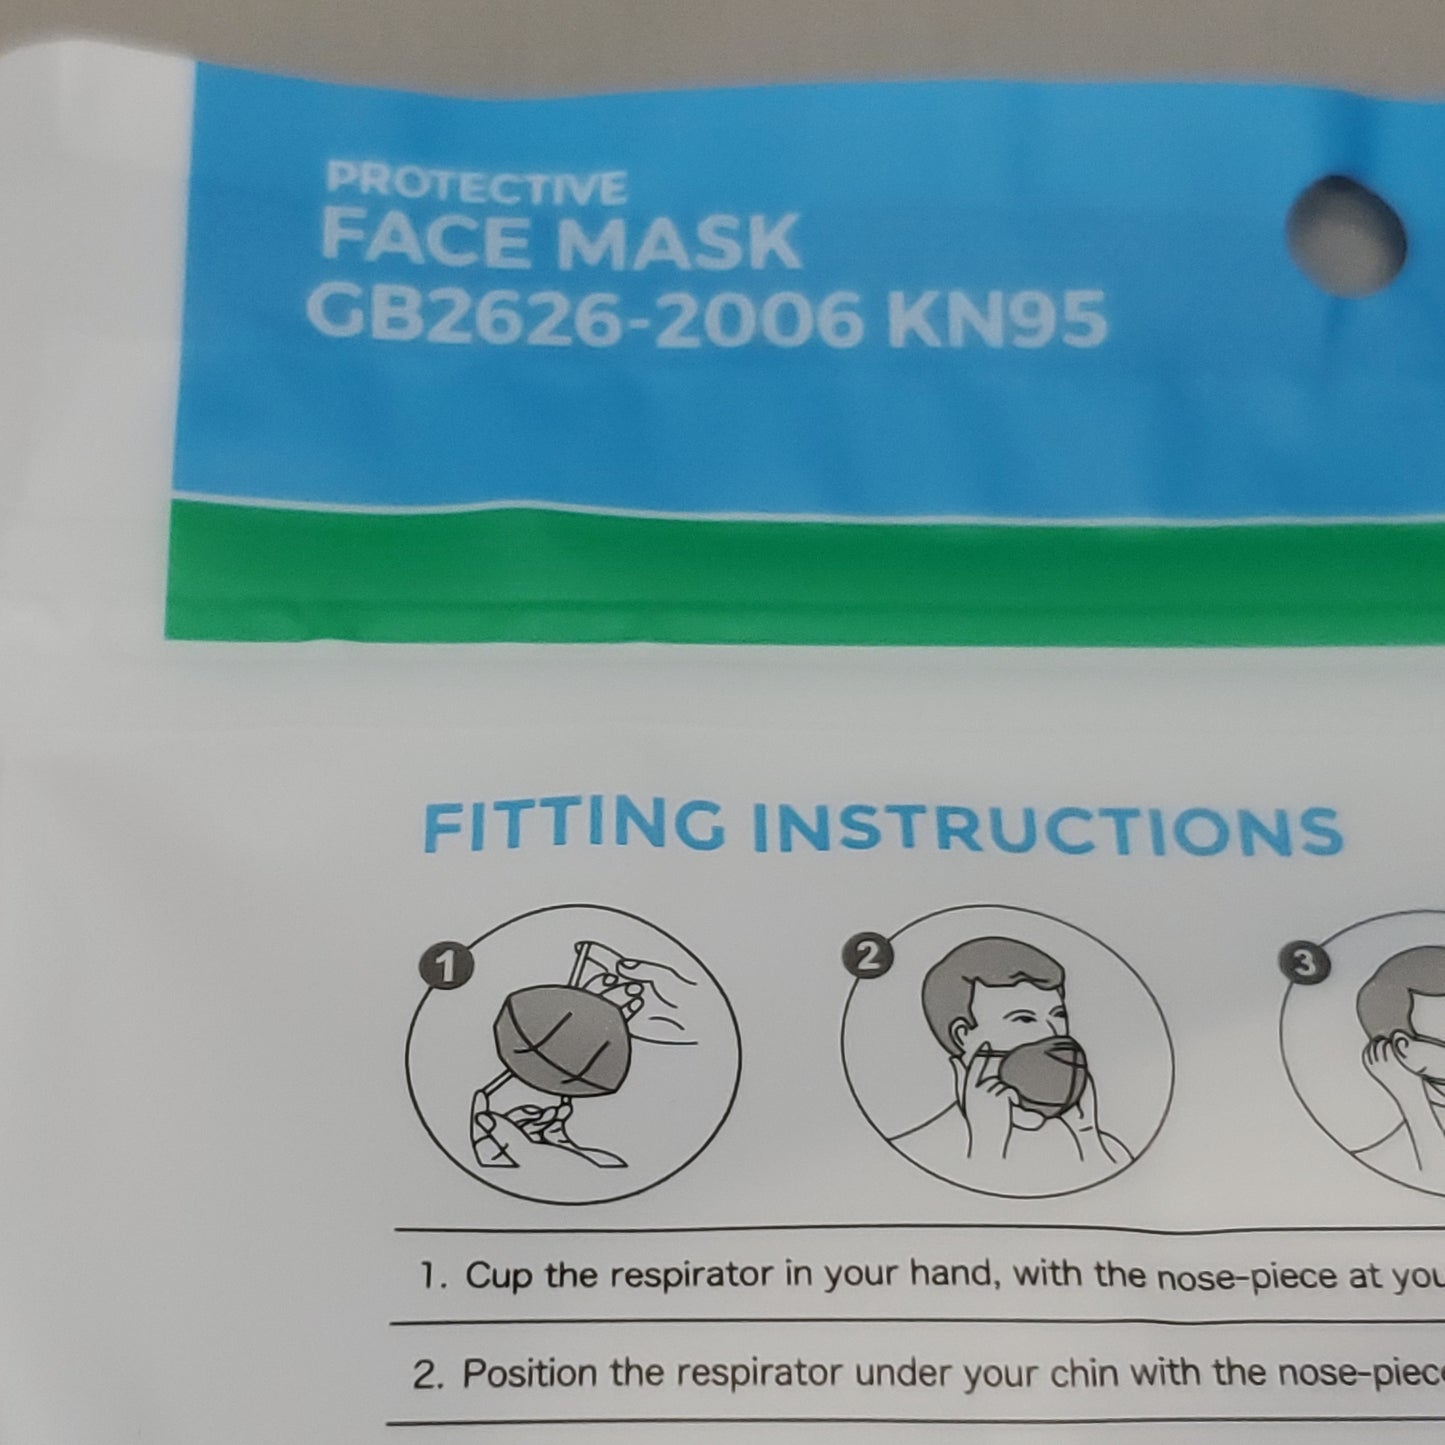 PROTECTIVE
FACE MASK
GB2626-2006 KN95
FITTING INSTRUCTIONS
1
2
3
1. Cup the respirator in your hand, with the nose-piece at
2. Position the respirator under your chin with the